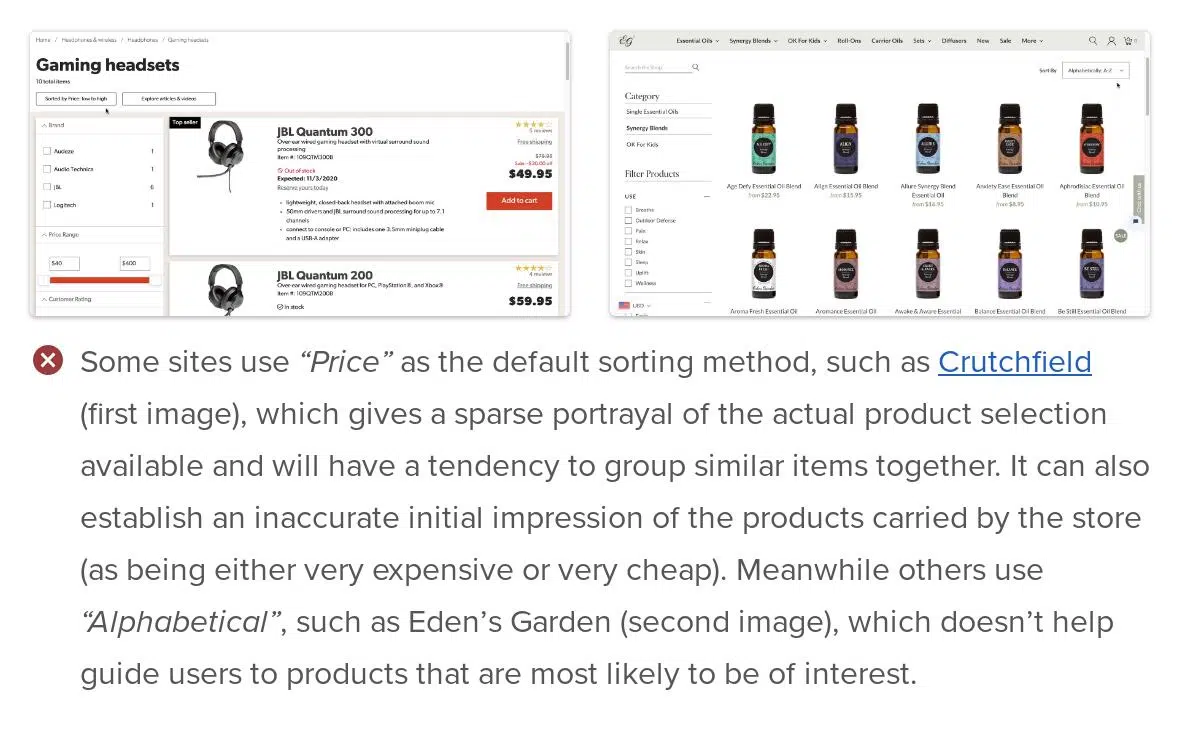 Home / Headphones & wireless / Headphones / Gaming headsets
Gaming headsets
10 total items
Sorted by Price: low to high
Explore articles & videos
Brand
Audeze 1
Audio Technica 1
JBL 6
Logitech 1
Price Range
$40 $400
Customer Rating
Top seller
JBL Quantum 300
Over-ear wired gaming headset with virtual surround sound
processing
Item #: 109QTM300B
Out of stock
Expected: 11/3/2020
Reserve yours today
lightweight, closed-back headset with attached boom mic
50mm drivers and JBL surround sound processing for up to 7.1
channels
connect to console or PC: includes one 3.5mm miniplug cable
and a USB-A adapter
5 reviews
Free shipping
$79.95
Sale - $30.00 off
$49.95
Add to cart
JBL Quantum 200
Over-ear wired gaming headset for PC, PlayStation®, and Xbox®
Item #: 109QTM200B
In stock
4 reviews
Free shipping
$59.95
EG
Essential Oils Synergy Blends OK For Kids Roll-Ons Carrier Oils Sets Diffusers New Sale More
Search the Shop
Sort By Alphabetically, A-Z
Category
Single Essential Oils
Synergy Blends
OK For Kids
Filter Products
USE
Breathe
Outdoor Defense
Pain
Relax
Skin
Sleep
Uplift
Wellness
USD
Age Defy Essential Oil Blend
from $22.95
Align Essential Oil Blend
from $15.95
Allure Synergy Blend
Essential Oil
from $16.95
Anxiety Ease Essential Oil
Blend
from $8.95
Aphrodisiac Essential Oil
Blend
from $10.95
SALE
Aroma Fresh Essential Oil
Aromance Essential Oil
Awake & Aware Essential
Balance Essential Oil Blend
Be Still Essential Oil Blend
Some sites use “Price” as the default sorting method, such as Crutchfield
(first image), which gives a sparse portrayal of the actual product selection
available and will have a tendency to group similar items together. It can also
establish an inaccurate initial impression of the products carried by the store
(as being either very expensive or very cheap). Meanwhile others use
“Alphabetical”, such as Eden’s Garden (second image), which doesn’t help
guide users to products that are most likely to be of interest.